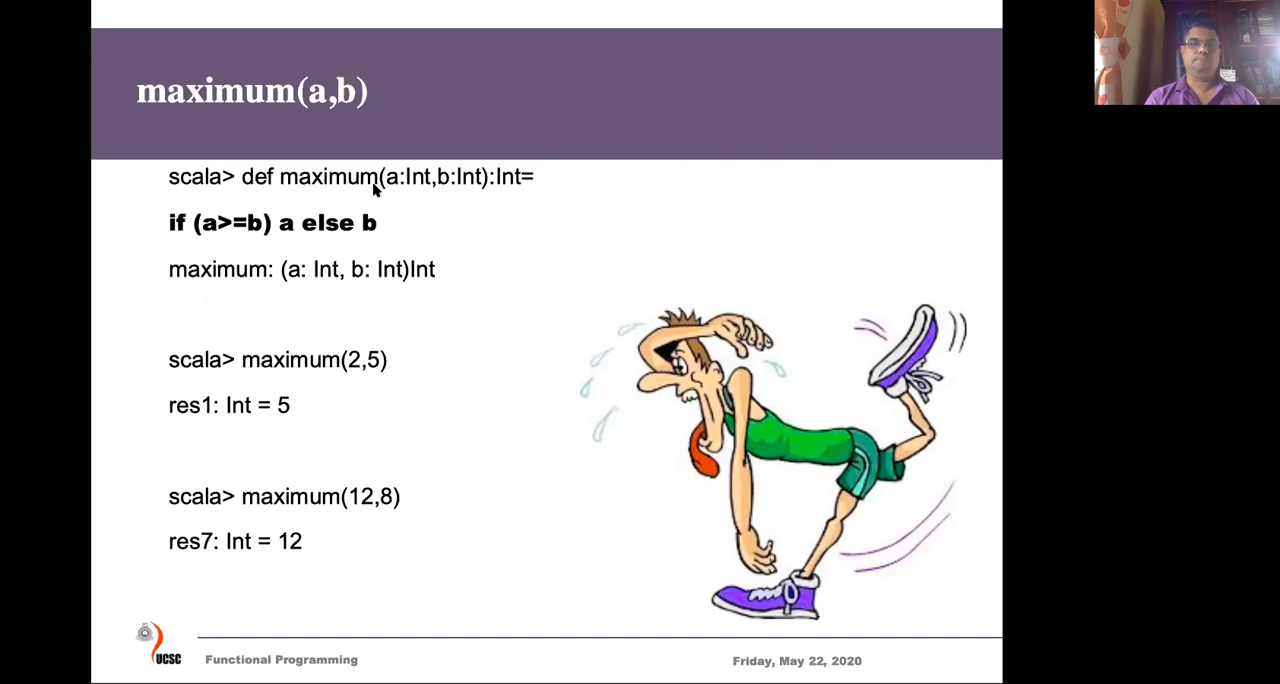 maximum(a,b)
scala> def maximum(a:Int,b:Int):Int=
if (a>=b) a else b
maximum: (a: Int, b: Int)Int
scala> maximum(2,5)
res1: Int = 5
scala> maximum(12,8)
res7: Int = 12
UCSC
Functional Programming
Friday, May 22, 2020